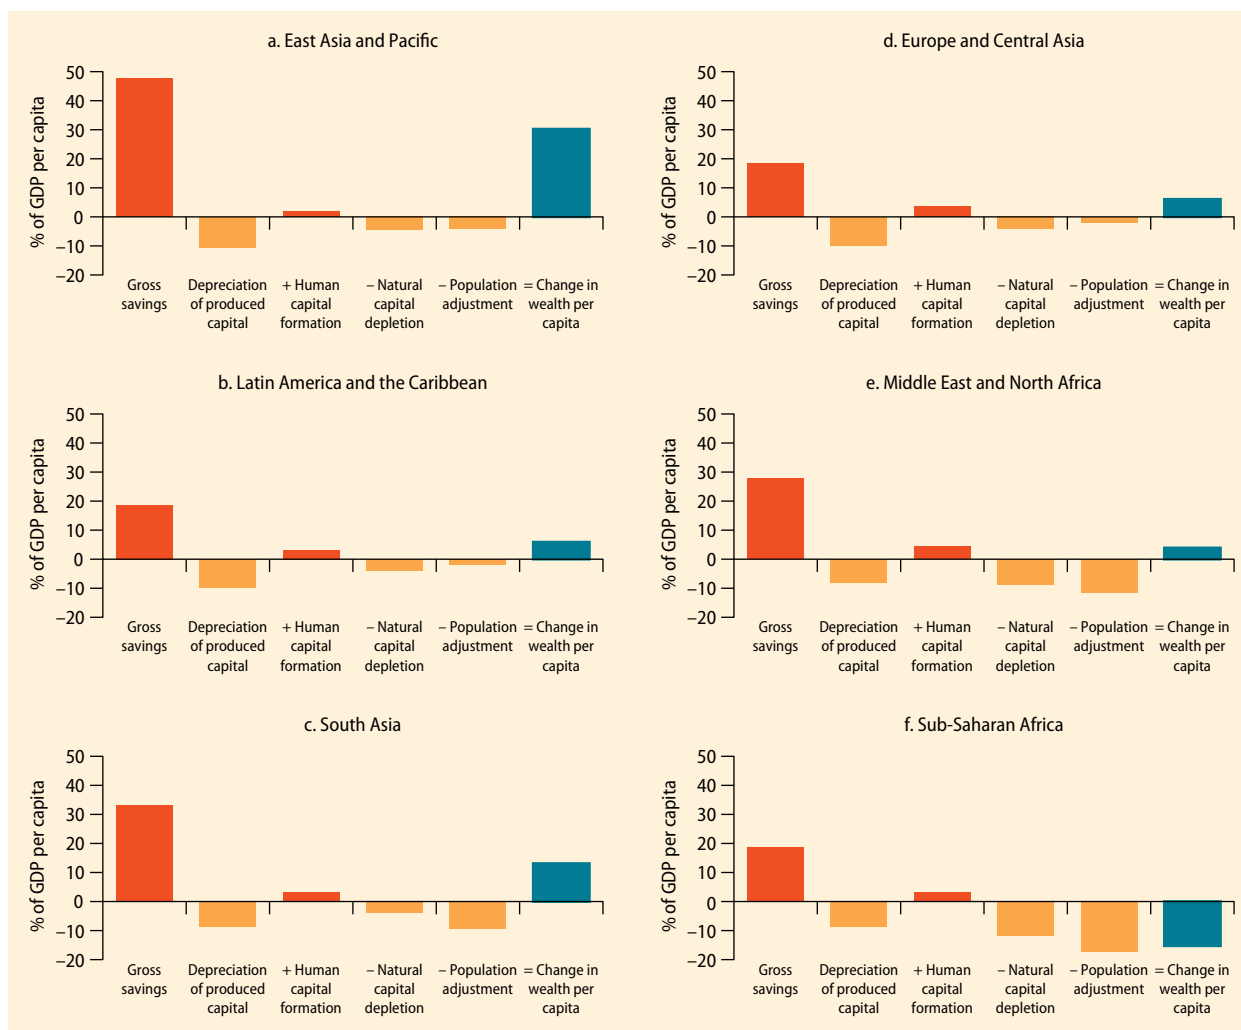 a. East Asia and Pacific
% of GDP per capita
50
40
30
20
10
0
–10
–20
Gross savings
Depreciation of produced capital
+ Human capital formation
– Natural capital depletion
– Population adjustment
= Change in wealth per capita
d. Europe and Central Asia
% of GDP per capita
50
40
30
20
10
0
–10
–20
Gross savings
Depreciation of produced capital
+ Human capital formation
– Natural capital depletion
– Population adjustment
= Change in wealth per capita
b. Latin America and the Caribbean
% of GDP per capita
50
40
30
20
10
0
–10
–20
Gross savings
Depreciation of produced capital
+ Human capital formation
– Natural capital depletion
– Population adjustment
= Change in wealth per capita
e. Middle East and North Africa
% of GDP per capita
50
40
30
20
10
0
–10
–20
Gross savings
Depreciation of produced capital
+ Human capital formation
– Natural capital depletion
– Population adjustment
= Change in wealth per capita
c. South Asia
% of GDP per capita
50
40
30
20
10
0
–10
–20
Gross savings
Depreciation of produced capital
+ Human capital formation
– Natural capital depletion
– Population adjustment
= Change in wealth per capita
f. Sub-Saharan Africa
% of GDP per capita
50
40
30
20
10
0
–10
–20
Gross savings
Depreciation of produced capital
+ Human capital formation
– Natural capital depletion
– Population adjustment
= Change in wealth per capita